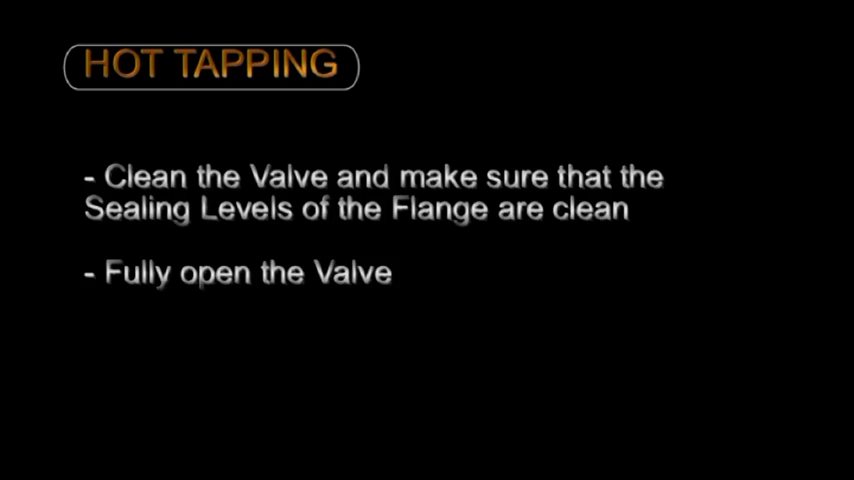 HOT TAPPING
- Clean the Valve and make sure that the
Sealing Levels of the Flange are clean
- Fully open the Valve